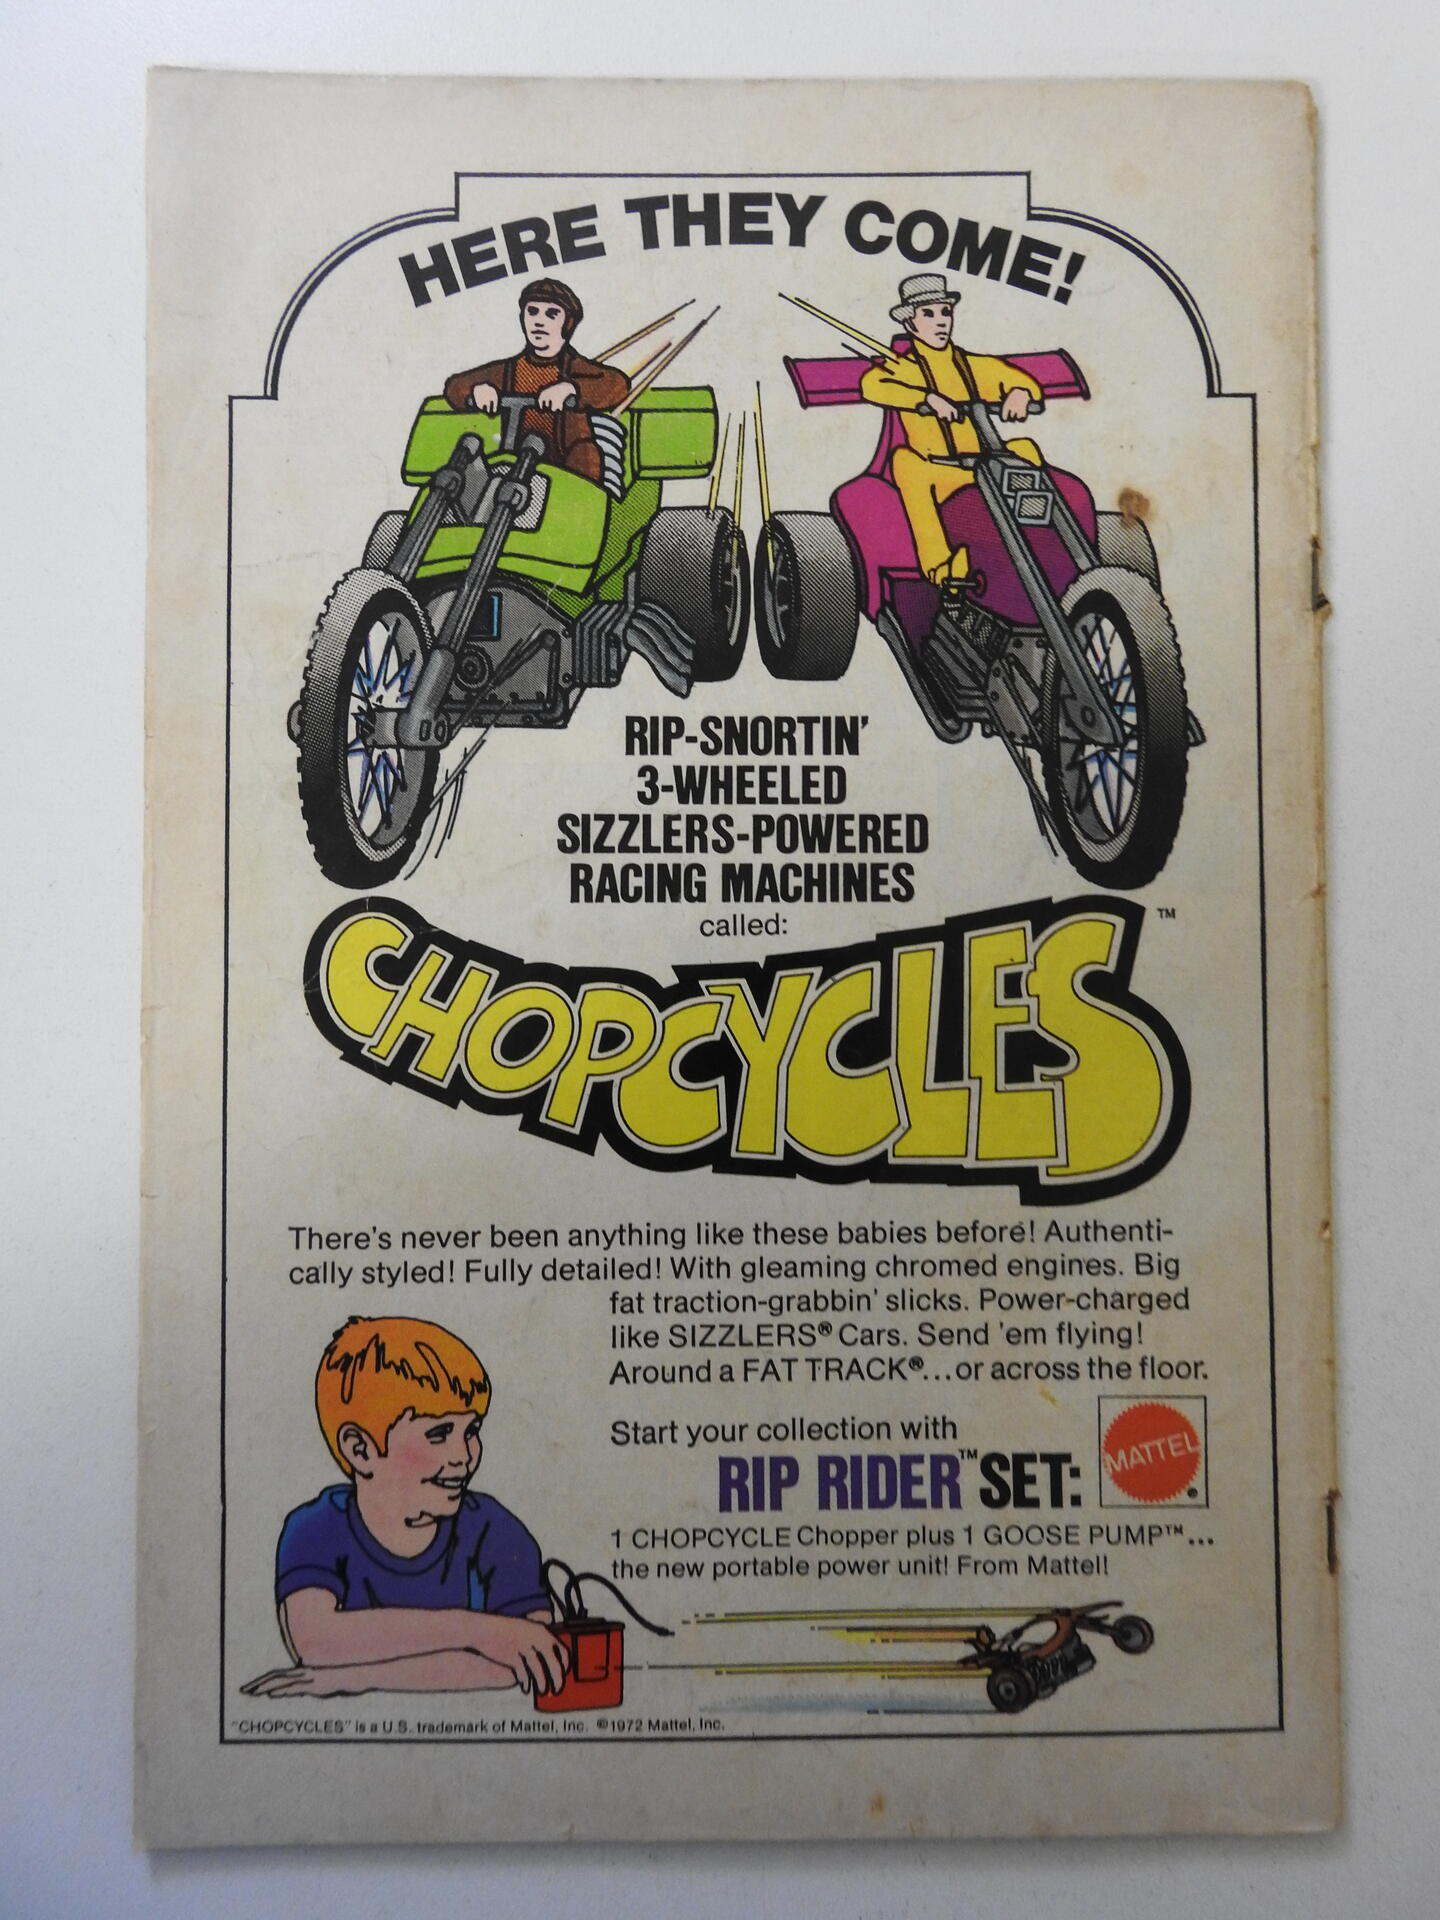 HERE THEY COME!
RIP-SNORTIN'
3-WHEELED
SIZZLERS-POWERED
RACING MACHINES
called:
CHOPCYCLES™
There's never been anything like these babies before! Authenti-
cally styled! Fully detailed! With gleaming chromed engines. Big
fat traction-grabbin' slicks. Power-charged
like SIZZLERS® Cars. Send 'em flying!
Around a FAT TRACK®...or across the floor.
Start your collection with
RIP RIDER™ SET:
MATTEL®
1 CHOPCYCLE Chopper plus 1 GOOSE PUMP™...
the new portable power unit! From Mattel!
"CHOPCYCLES" is a U.S. trademark of Mattel, Inc. ©1972 Mattel, Inc.